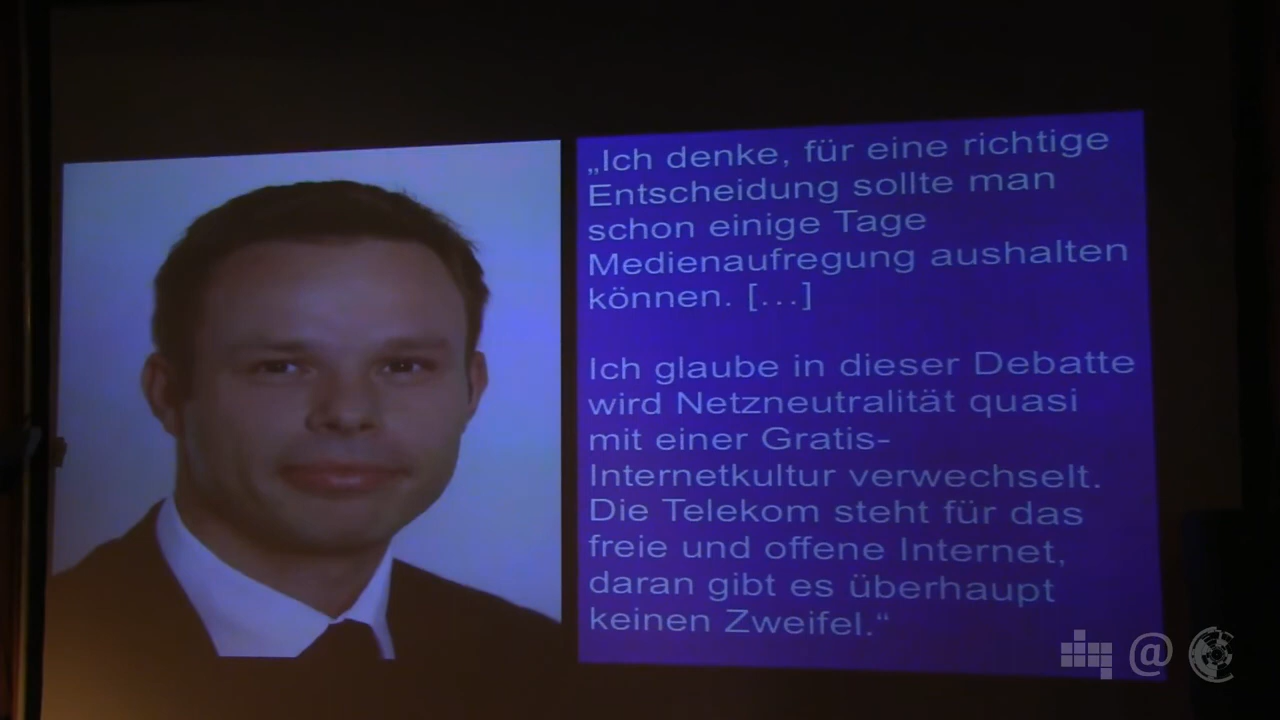 „Ich denke, für eine richtige
Entscheidung sollte man
schon einige Tage
Medienaufregung aushalten
können. [...]
Ich glaube in dieser Debatte
wird Netzneutralität quasi
mit einer Gratis-
Internetkultur verwechselt.
Die Telekom steht für das
freie und offene Internet,
daran gibt es überhaupt
keinen Zweifel.“
@